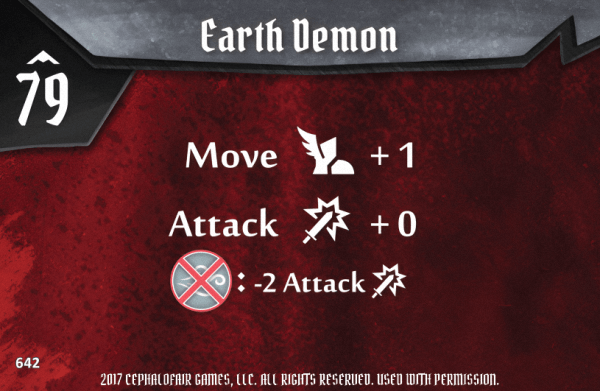 Earth Demon
79
Move + 1
Attack + 0
: -2 Attack
642
2017 CEPHALOFAIR GAMES, LLC. ALL RIGHTS RESERVED. USED WITH PERMISSION.